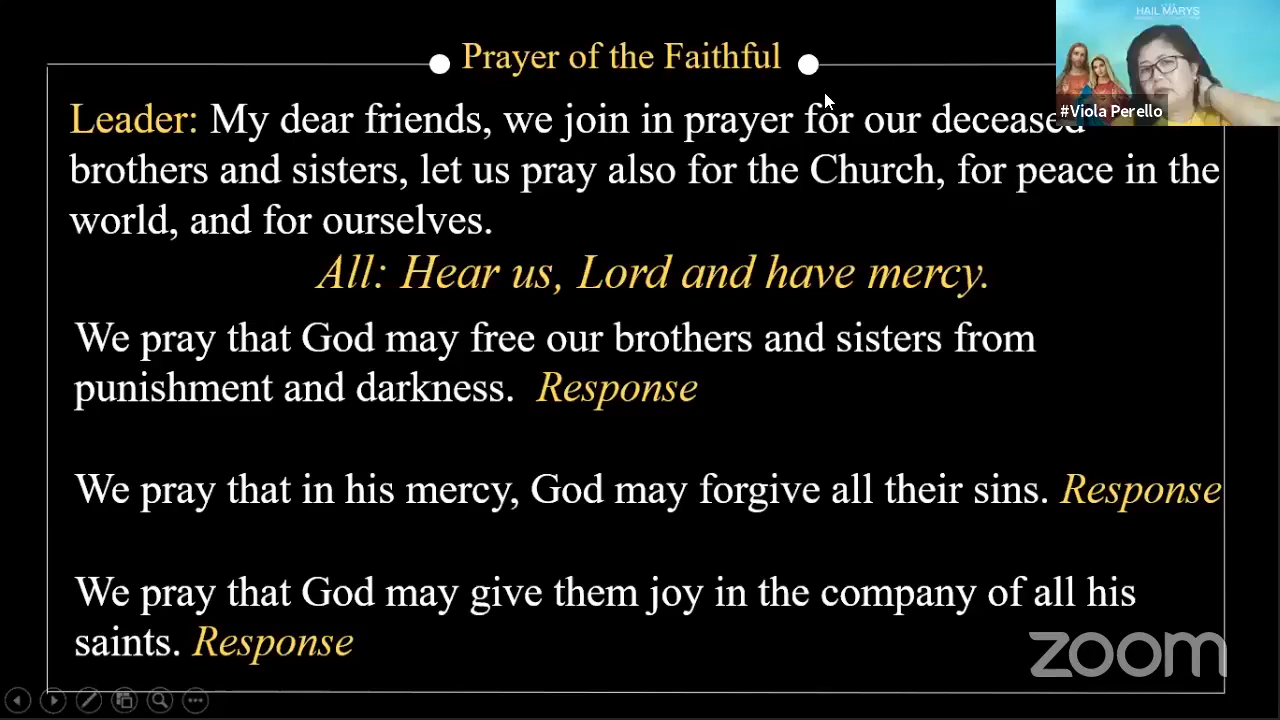 HAIL MARYS
Prayer of the Faithful
#Viola Perello
Leader: My dear friends, we join in prayer for our deceased
brothers and sisters, let us pray also for the Church, for peace in the
world, and for ourselves.
All: Hear us, Lord and have mercy.
We pray that God may free our brothers and sisters from
punishment and darkness. Response
We pray that in his mercy, God may forgive all their sins. Response
We pray that God may give them joy in the company of all his
saints. Response
zoom